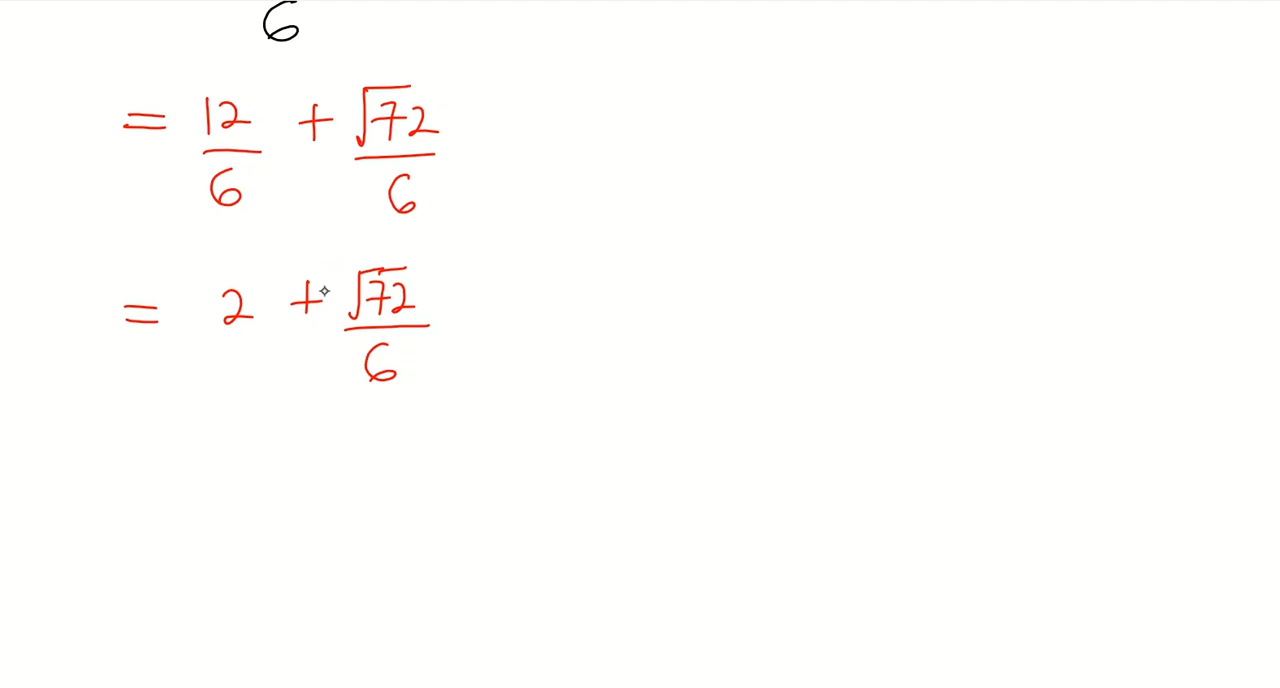 6
= 12/6 + √72/6
= 2 + √72/6